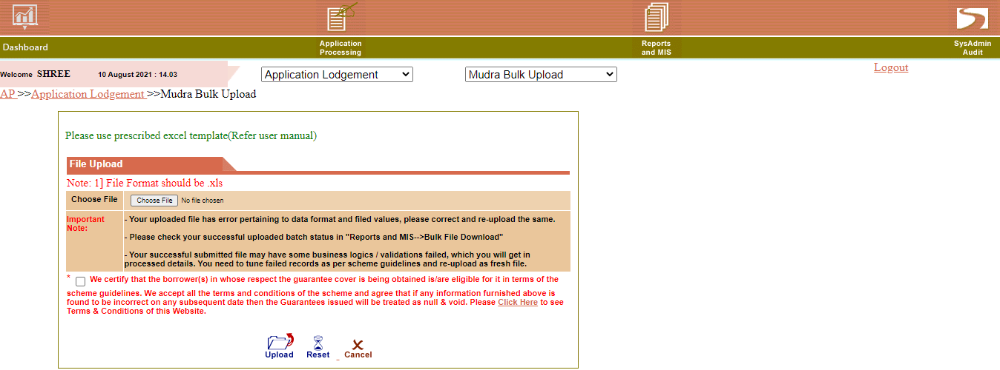 Dashboard
Application
Processing
Reports
and MIS
SysAdmin
Audit
Welcome SHREE 10 August 2021 : 14.03
Application Lodgement
Mudra Bulk Upload
Logout
AP >>Application Lodgement >>Mudra Bulk Upload
Please use prescribed excel template(Refer user manual)
File Upload
Note: 1] File Format should be .xls
Choose File Choose File No file chosen
Important
Note:
- Your uploaded file has error pertaining to data format and filed values, please correct and re-upload the same.
- Please check your successful uploaded batch status in "Reports and MIS-->Bulk File Download"
- Your successful submitted file may have some business logics / validations failed, which you will get in
processed details. You need to tune failed records as per scheme guidelines and re-upload as fresh file.
* We certify that the borrower(s) in whose respect the guarantee cover is being obtained is/are eligible for it in terms of the
scheme guidelines. We accept all the terms and conditions of the scheme and agree that if any information furnished above is
found to be incorrect on any subsequent date then the Guarantees issued will be treated as null & void. Please Click Here to see
Terms & Conditions of this Website.
Upload Reset Cancel